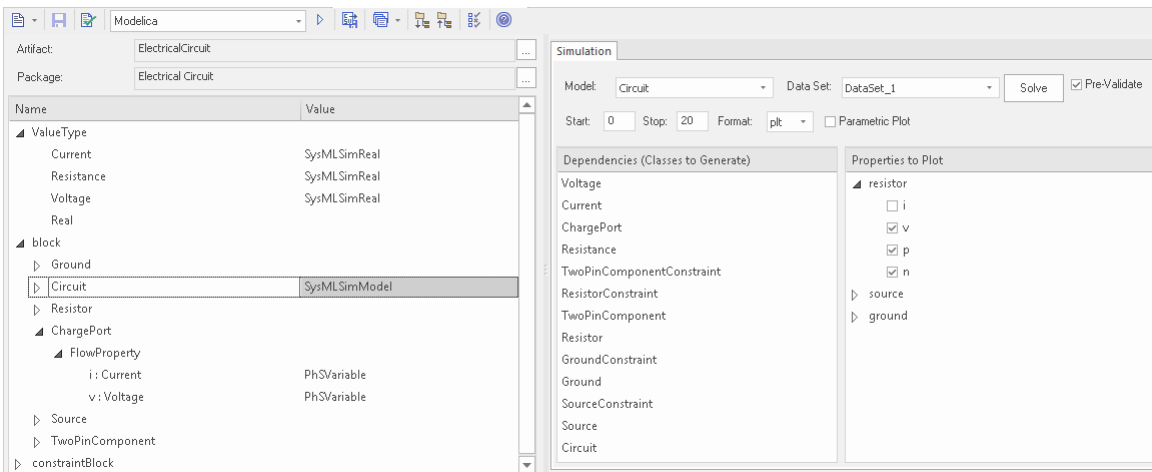 Modelica
Artifact: ElectricalCircuit ...
Package: Electrical Circuit ...
Name Value
ValueType
Current SysMLSimReal
Resistance SysMLSimReal
Voltage SysMLSimReal
Real
block
Ground
Circuit SysMLSimModel
Resistor
ChargePort
FlowProperty
i : Current PhSVariable
v : Voltage PhSVariable
Source
TwoPinComponent
constraintBlock
Simulation
Model: Circuit Data Set: DataSet_1 Solve Pre-Validate
Start: 0 Stop: 20 Format: plt Parametric Plot
Dependencies (Classes to Generate)
Voltage
Current
ChargePort
Resistance
TwoPinComponentConstraint
ResistorConstraint
TwoPinComponent
Resistor
GroundConstraint
Ground
SourceConstraint
Source
Circuit
Properties to Plot
resistor
i
v
p
n
source
ground